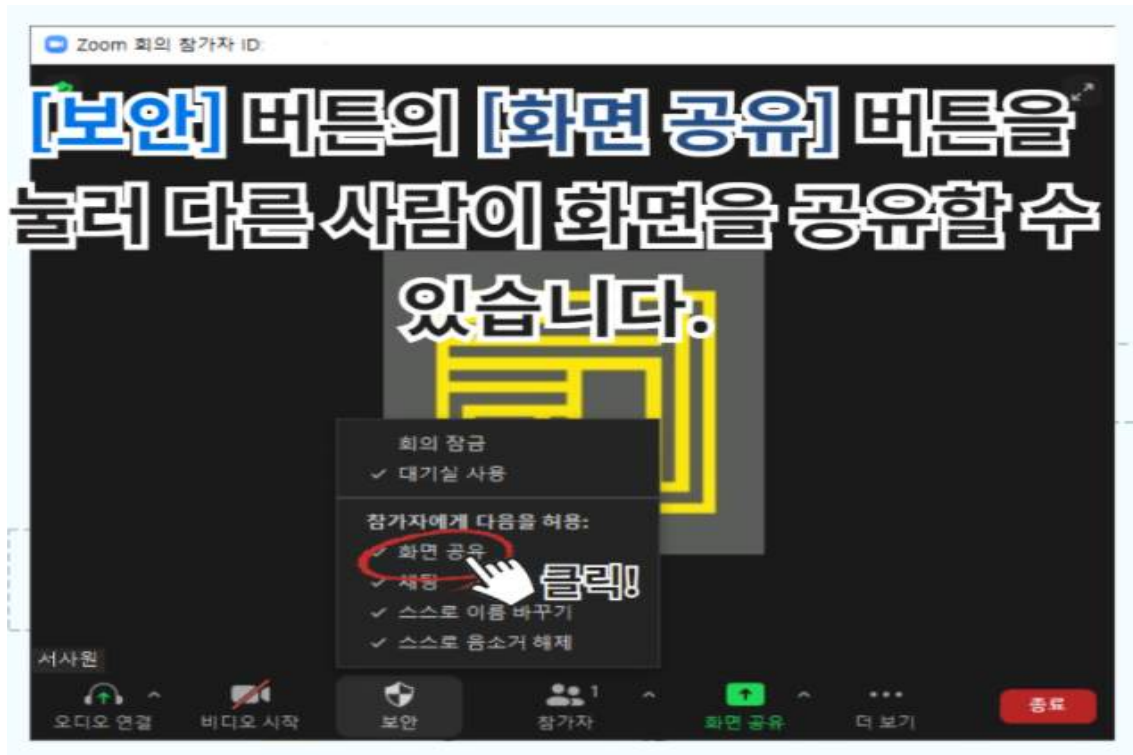 Zoom 회의 참가자 ID:
[보안] 버튼의 [화면 공유] 버튼을
눌러 다른 사람이 화면을 공유할 수
있습니다.
회의 잠금
✓ 대기실 사용
참가자에게 다음을 허용:
✓ 화면 공유
클릭!
✓ 채팅
✓ 스스로 이름 바꾸기
✓ 스스로 음소거 해제
서사원
오디오 연결 비디오 시작 보안 참가자 1 화면 공유 더 보기 종료